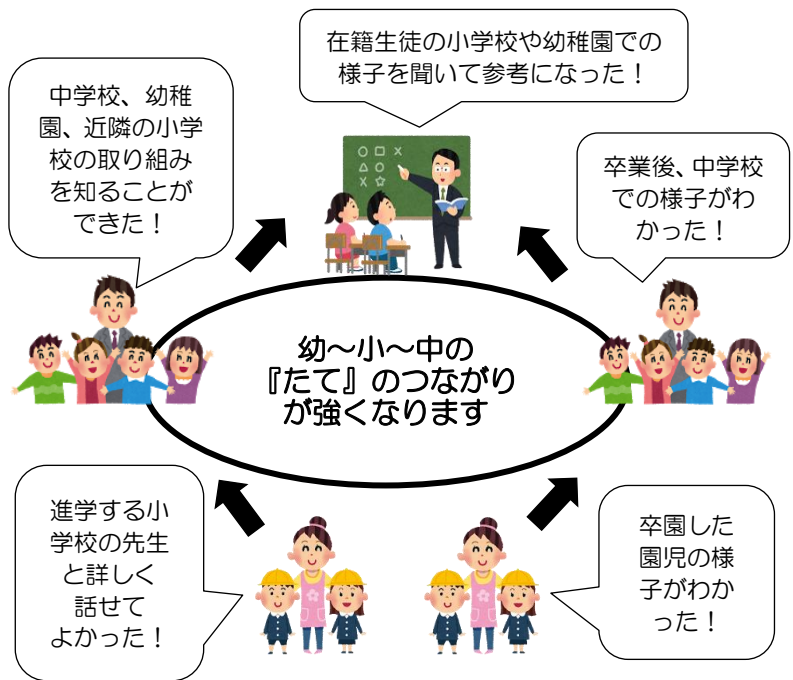 在籍生徒の小学校や幼稚園での
様子を聞いて参考になった！
中学校、幼稚
園、近隣の小学
校の取り組み
を知ることが
できた！
卒業後、中学校
での様子がわ
かった！
幼～小～中の
『たて』のつながり
が強くなります
進学する小
学校の先生
と詳しく
話せて
よかった！
卒園した
園児の様
子がわか
った！